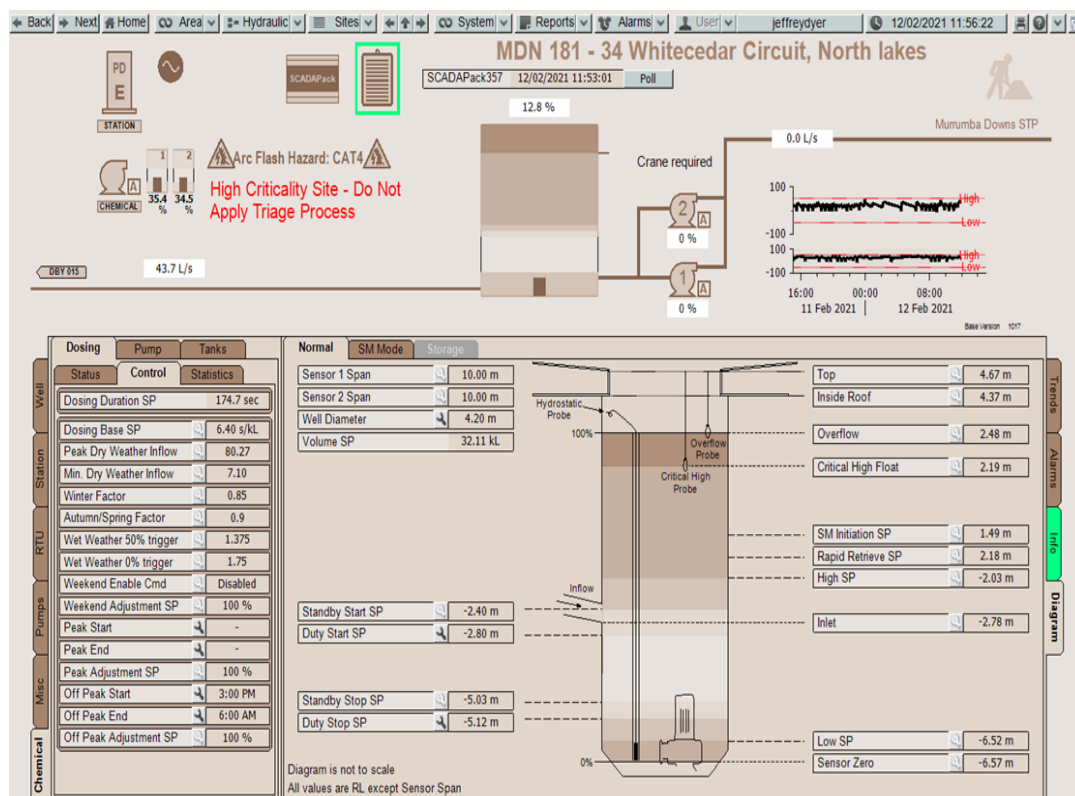 Back Next Home Area Hydraulic Sites System Reports Alarms User jeffreydyer 12/02/2021 11:56:22
MDN 181 - 34 Whitecedar Circuit, North lakes
PD
E
STATION
SCADAPack
SCADAPack357 12/02/2021 11:53:01 Poll
12.8 %
Murrumba Downs STP
0.0 L/s
Crane required
Arc Flash Hazard: CAT4
High Criticality Site - Do Not
Apply Triage Process
A
CHEMICAL
1 2
35.4 34.5
% %
2
A
0 %
1
A
0 %
DBY 015
43.7 L/s
100
High
Low
-100
100
High
Low
-100
16:00 00:00 08:00
11 Feb 2021 12 Feb 2021
Base Version 1017
Dosing Pump Tanks
Status Control Statistics
Dosing Duration SP 174.7 sec
Dosing Base SP 6.40 s/kL
Peak Dry Weather Inflow 80.27
Min. Dry Weather Inflow 7.10
Winter Factor 0.85
Autumn/Spring Factor 0.9
Wet Weather 50% trigger 1.375
Wet Weather 0% trigger 1.75
Weekend Enable Cmd Disabled
Weekend Adjustment SP 100 %
Peak Start -
Peak End -
Peak Adjustment SP 100 %
Off Peak Start 3:00 PM
Off Peak End 6:00 AM
Off Peak Adjustment SP 100 %
Well
Station
RTU
Pumps
Misc
Chemical
Normal SM Mode Storage
Sensor 1 Span 10.00 m
Sensor 2 Span 10.00 m
Well Diameter 4.20 m
Volume SP 32.11 kL
Standby Start SP -2.40 m
Duty Start SP -2.80 m
Standby Stop SP -5.03 m
Duty Stop SP -5.12 m
Hydrostatic
Probe
100%
Overflow
Probe
Critical High
Probe
Inflow
0%
Top 4.67 m
Inside Roof 4.37 m
Overflow 2.48 m
Critical High Float 2.19 m
SM Initiation SP 1.49 m
Rapid Retrieve SP 2.18 m
High SP -2.03 m
Inlet -2.78 m
Low SP -6.52 m
Sensor Zero -6.57 m
Diagram is not to scale
All values are RL except Sensor Span
Trends
Alarms
Info
Diagram